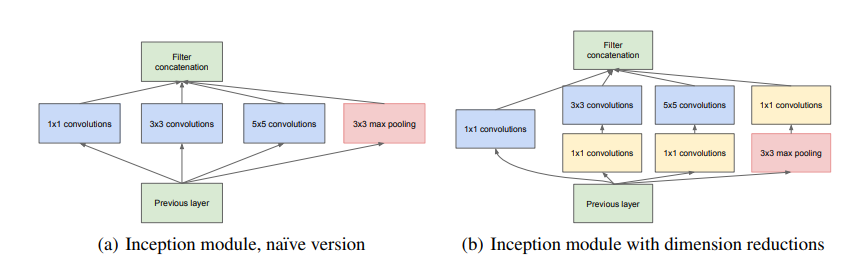 Filter
concatenation
1x1 convolutions
3x3 convolutions
5x5 convolutions
3x3 max pooling
Previous layer
(a) Inception module, naïve version
Filter
concatenation
3x3 convolutions
5x5 convolutions
1x1 convolutions
1x1 convolutions
1x1 convolutions
1x1 convolutions
3x3 max pooling
Previous layer
(b) Inception module with dimension reductions